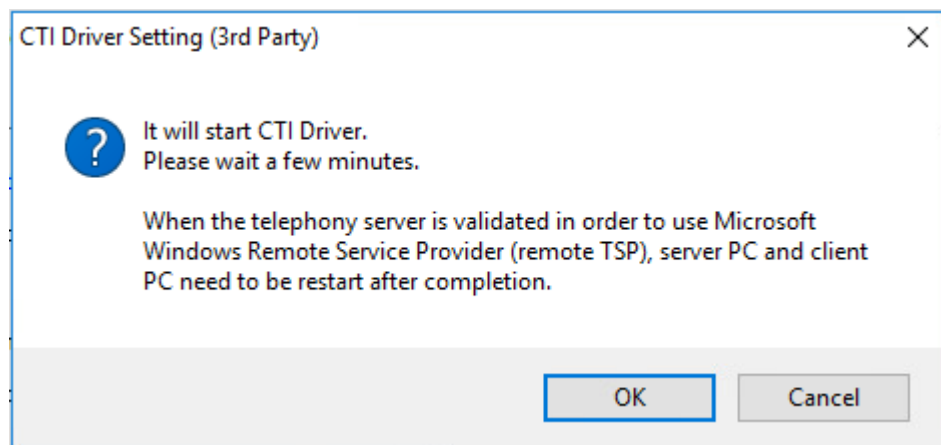 CTI Driver Setting (3rd Party)
It will start CTI Driver.
Please wait a few minutes.
When the telephony server is validated in order to use Microsoft
Windows Remote Service Provider (remote TSP), server PC and client
PC need to be restart after completion.
OK
Cancel